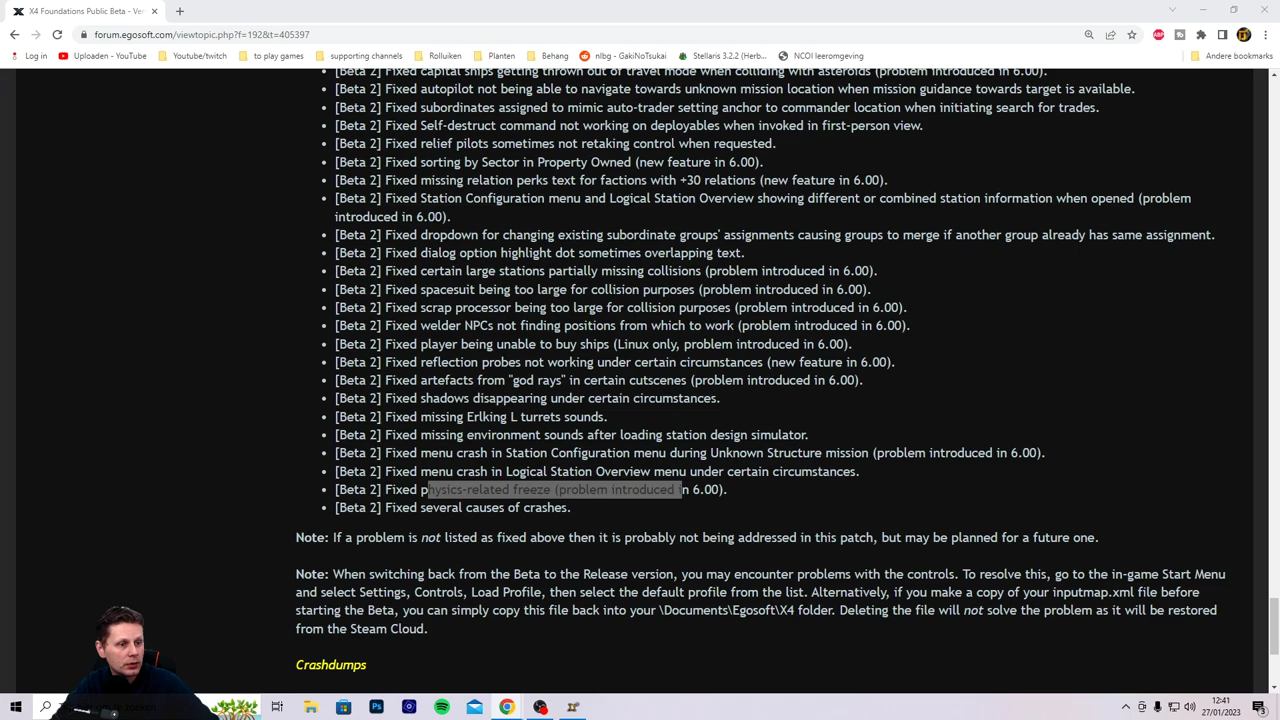 X4 Foundations Public Beta - Ver
forum.egosoft.com/viewtopic.php?f=192&t=405397
Log in
Uploaden - YouTube
Youtube/twitch
to play games
supporting channels
Rolluiken
Planten
Behang
nlbg - GakiNoTsukai
Stellaris 3.2.2 (Herb...
NCOI leeromgeving
Andere bookmarks
• [Beta 2] Fixed capital ships getting thrown out of travel mode when colliding with asteroids (problem introduced in 6.00).
• [Beta 2] Fixed autopilot not being able to navigate towards unknown mission location when mission guidance towards target is available.
• [Beta 2] Fixed subordinates assigned to mimic auto-trader setting anchor to commander location when initiating search for trades.
• [Beta 2] Fixed Self-destruct command not working on deployables when invoked in first-person view.
• [Beta 2] Fixed relief pilots sometimes not retaking control when requested.
• [Beta 2] Fixed sorting by Sector in Property Owned (new feature in 6.00).
• [Beta 2] Fixed missing relation perks text for factions with +30 relations (new feature in 6.00).
• [Beta 2] Fixed Station Configuration menu and Logical Station Overview showing different or combined station information when opened (problem
introduced in 6.00).
• [Beta 2] Fixed dropdown for changing existing subordinate groups' assignments causing groups to merge if another group already has same assignment.
• [Beta 2] Fixed dialog option highlight dot sometimes overlapping text.
• [Beta 2] Fixed certain large stations partially missing collisions (problem introduced in 6.00).
• [Beta 2] Fixed spacesuit being too large for collision purposes (problem introduced in 6.00).
• [Beta 2] Fixed scrap processor being too large for collision purposes (problem introduced in 6.00).
• [Beta 2] Fixed welder NPCs not finding positions from which to work (problem introduced in 6.00).
• [Beta 2] Fixed player being unable to buy ships (Linux only, problem introduced in 6.00).
• [Beta 2] Fixed reflection probes not working under certain circumstances (new feature in 6.00).
• [Beta 2] Fixed artefacts from "god rays" in certain cutscenes (problem introduced in 6.00).
• [Beta 2] Fixed shadows disappearing under certain circumstances.
• [Beta 2] Fixed missing Erlking L turrets sounds.
• [Beta 2] Fixed missing environment sounds after loading station design simulator.
• [Beta 2] Fixed menu crash in Station Configuration menu during Unknown Structure mission (problem introduced in 6.00).
• [Beta 2] Fixed menu crash in Logical Station Overview menu under certain circumstances.
• [Beta 2] Fixed physics-related freeze (problem introduced in 6.00).
• [Beta 2] Fixed several causes of crashes.
Note: If a problem is not listed as fixed above then it is probably not being addressed in this patch, but may be planned for a future one.
Note: When switching back from the Beta to the Release version, you may encounter problems with the controls. To resolve this, go to the in-game Start Menu
and select Settings, Controls, Load Profile, then select the default profile from the list. Alternatively, if you make a copy of your inputmap.xml file before
starting the Beta, you can simply copy this file back into your \Documents\Egosoft\X4 folder. Deleting the file will not solve the problem as it will be restored
from the Steam Cloud.
Crashdumps
12:41
27/01/2023